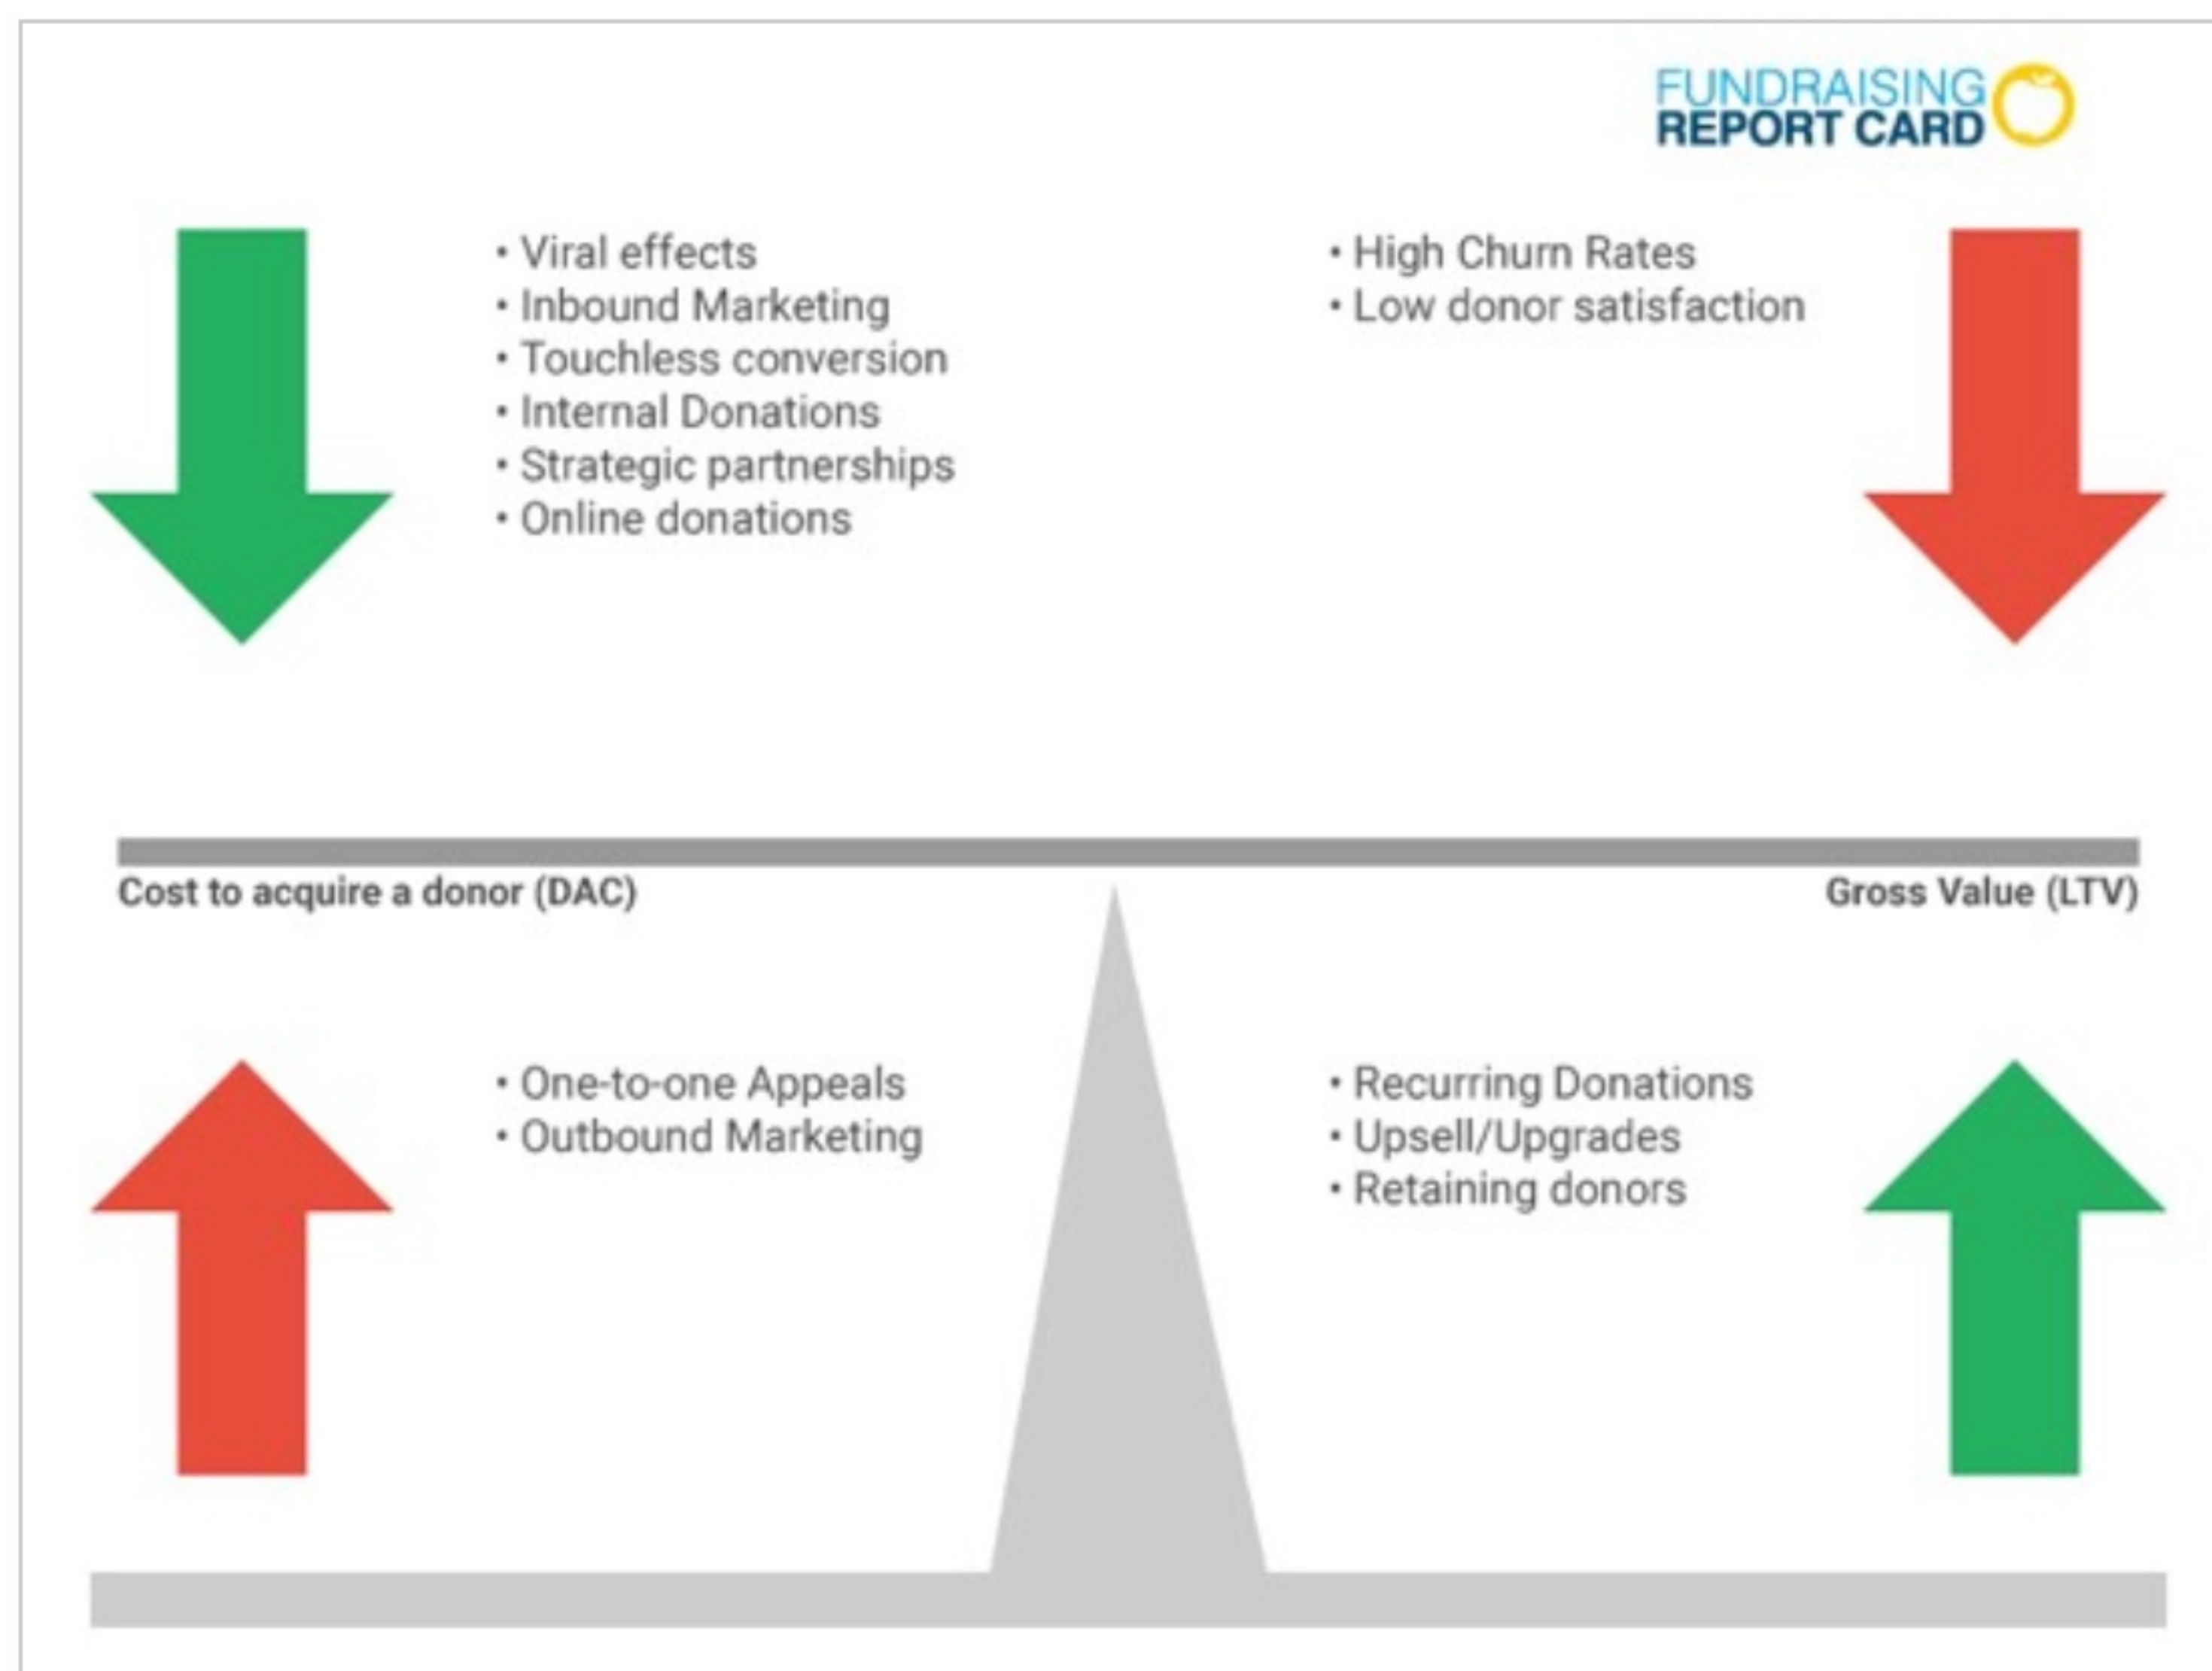 FUNDRAISING
REPORT CARD
• Viral effects
• Inbound Marketing
• Touchless conversion
• Internal Donations
• Strategic partnerships
• Online donations
• High Churn Rates
• Low donor satisfaction
Cost to acquire a donor (DAC)
Gross Value (LTV)
• One-to-one Appeals
• Outbound Marketing
• Recurring Donations
• Upsell/Upgrades
• Retaining donors